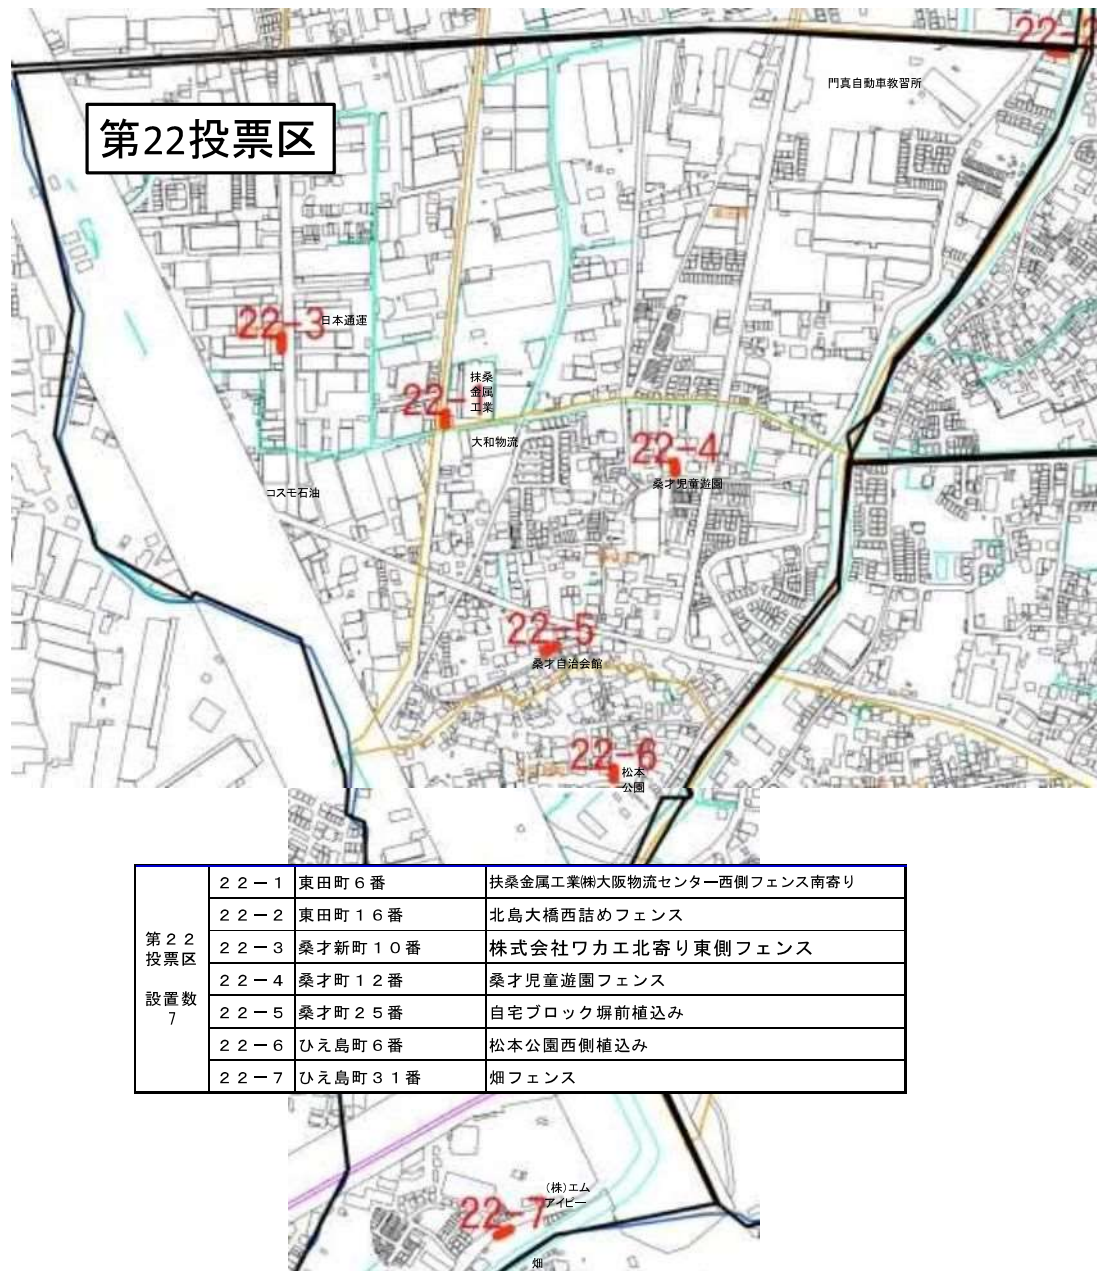 22-2
門真自動車教習所
第22投票区
22-3
日本通運
扶桑
金属
工業
22-1
大和物流
22-4
桑才児童遊園
コスモ石油
22-5
桑才自治会館
22-6
松本
公園
第２２
投票区
設置数
7
２２－１ 東田町６番 扶桑金属工業㈱大阪物流センター西側フェンス南寄り
２２－２ 東田町１６番 北島大橋西詰めフェンス
２２－３ 桑才新町１０番 株式会社ワカエ北寄り東側フェンス
２２－４ 桑才町１２番 桑才児童遊園フェンス
２２－５ 桑才町２５番 自宅ブロック塀前植込み
２２－６ ひえ島町６番 松本公園西側植込み
２２－７ ひえ島町３１番 畑フェンス
(株)エム
アイビー
22-7
畑